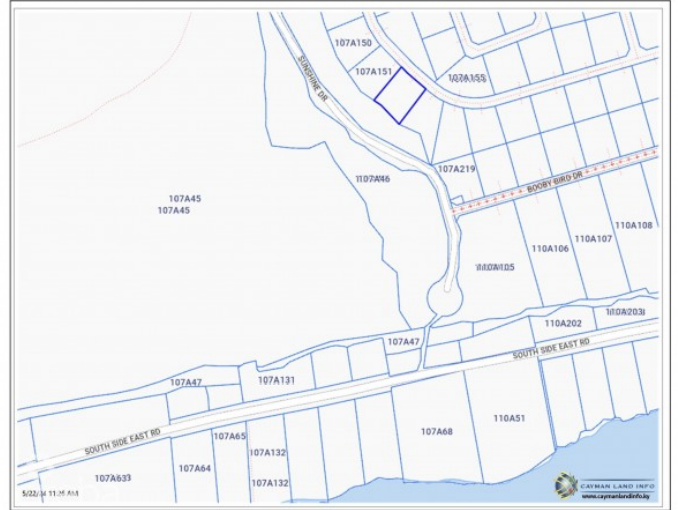 107A150
107A151
107A155
SUNSHINE DR
107A219
107A46
BOOBY BIRD DR
107A45
107A45
110A108
110A107
110A106
110A105
110A203
110A202
107A47
SOUTH SIDE EAST RD
107A47
107A131
SOUTH SIDE EAST RD
110A51
107A68
107A65
107A132
107A64
107A633
107A132
CAYMAN LAND INFO
www.caymanlandinfo.ky